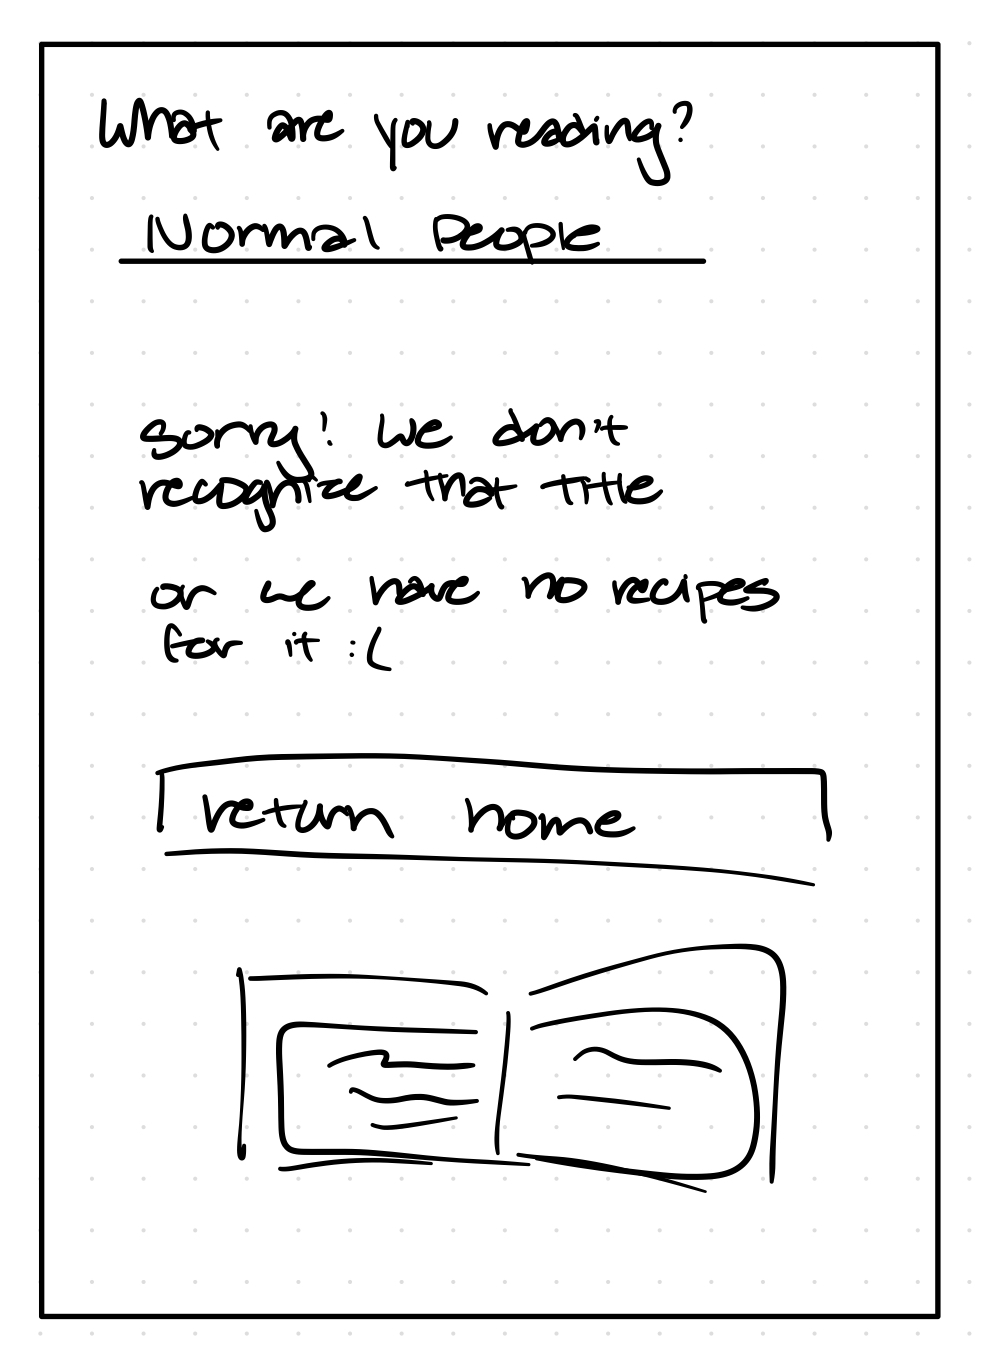 What are you reading?
Normal People
sorry! we don't
recognize that title
or we have no recipes
for it :(
return home